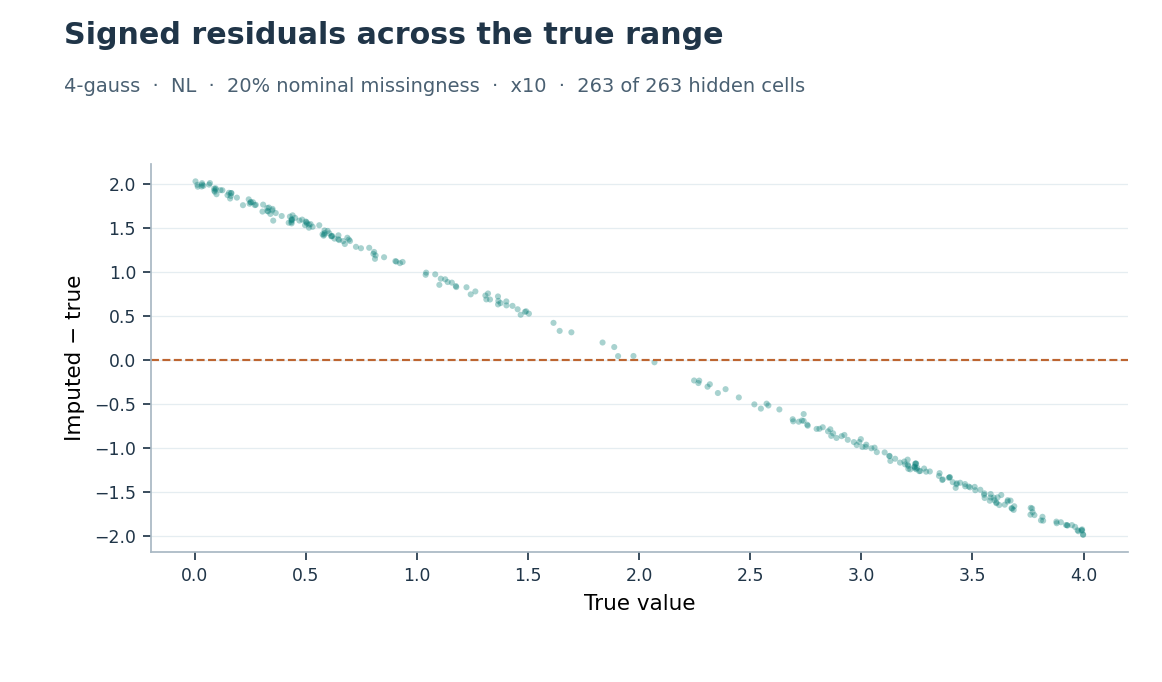 Signed residuals across the true range
4-gauss · NL · 20% nominal missingness · x10 · 263 of 263 hidden cells
Imputed − true
2.0
1.5
1.0
0.5
0.0
−0.5
−1.0
−1.5
−2.0
0.0 0.5 1.0 1.5 2.0 2.5 3.0 3.5 4.0
True value